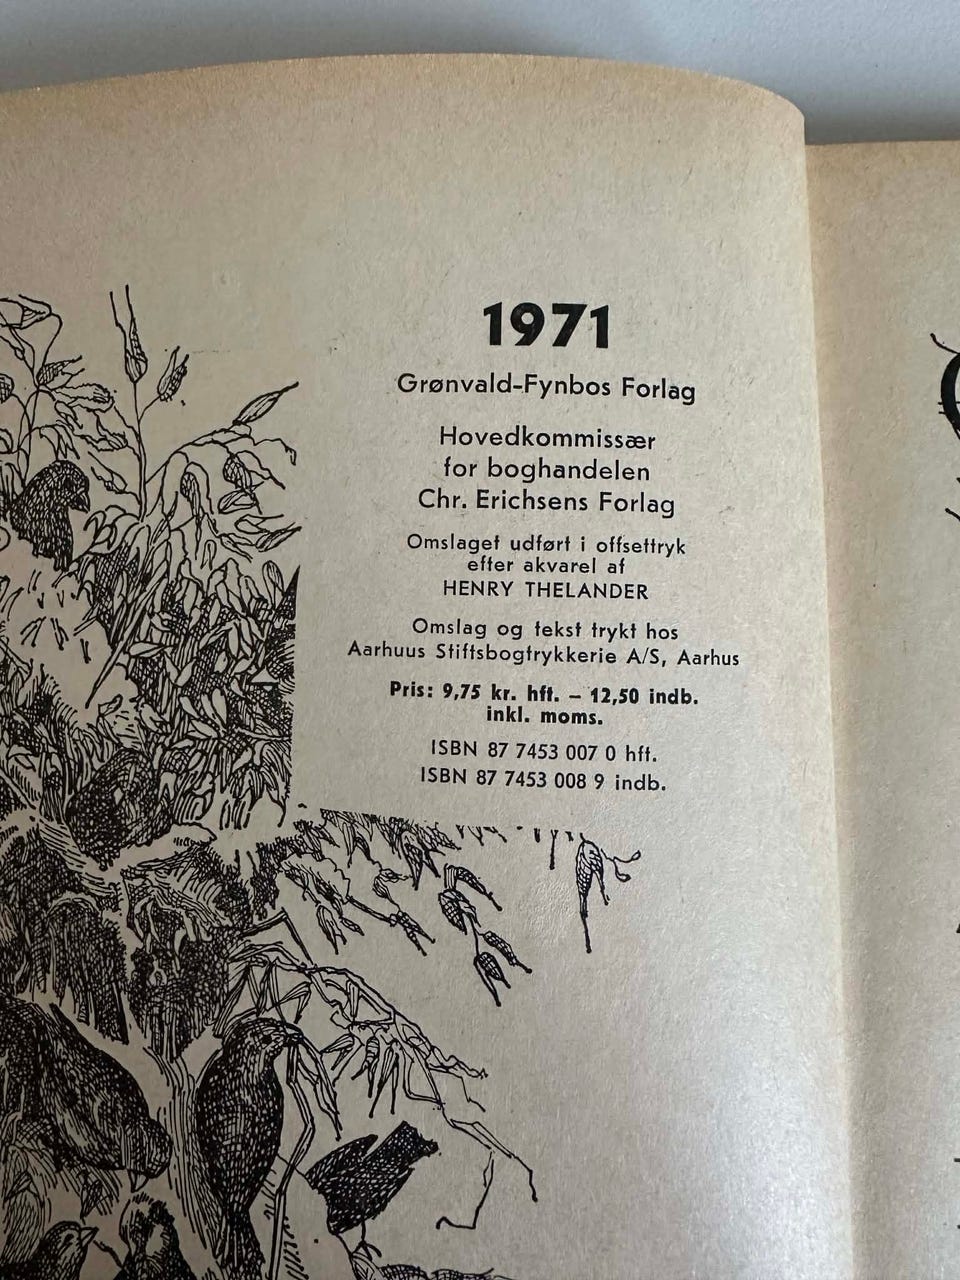 1971
Grønvald-Fynbos Forlag
Hovedkommissær
for boghandelen
Chr. Erichsens Forlag
Omslaget udført i offsettryk
efter akvarel af
HENRY THELANDER
Omslag og tekst trykt hos
Aarhuus Stiftsbogtrykkerie A/S, Aarhus
Pris: 9,75 kr. hft. – 12,50 indb.
inkl. moms.
ISBN 87 7453 007 0 hft.
ISBN 87 7453 008 9 indb.